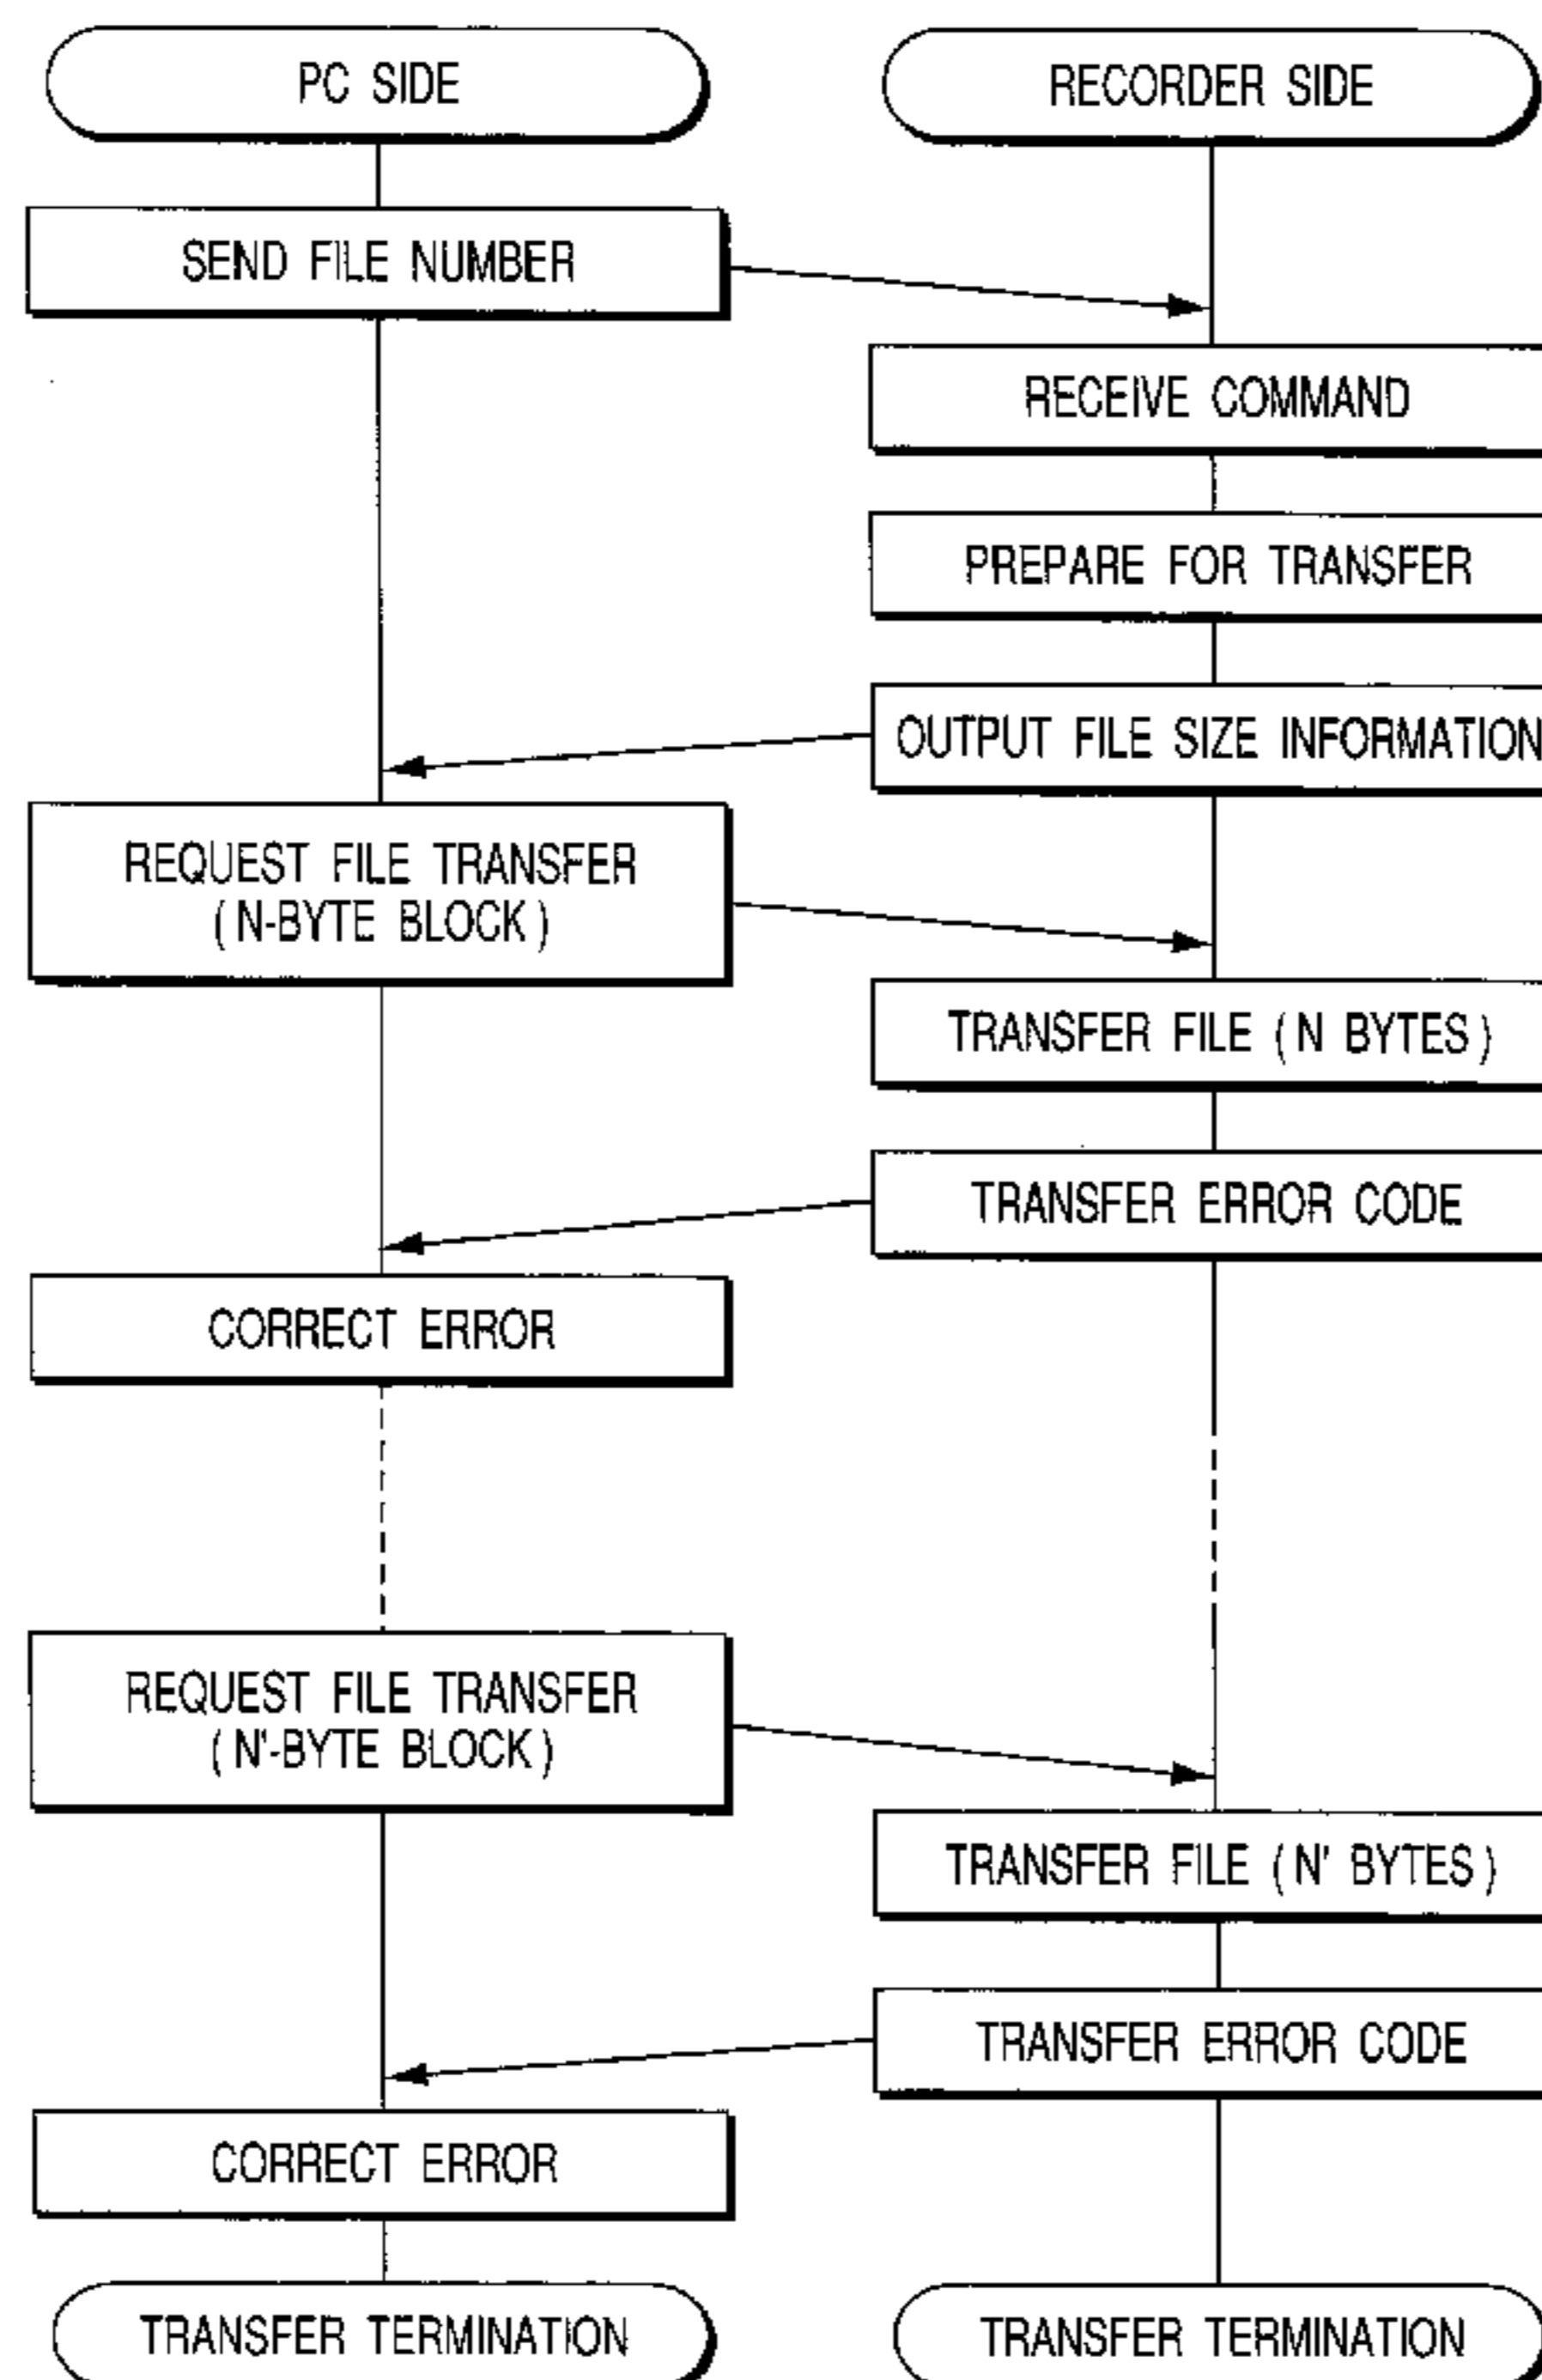 PC SIDE
RECORDER SIDE
SEND FILE NUMBER
RECEIVE COMMAND
PREPARE FOR TRANSFER
OUTPUT FILE SIZE INFORMATION
REQUEST FILE TRANSFER
(N-BYTE BLOCK)
TRANSFER FILE (N BYTES)
TRANSFER ERROR CODE
CORRECT ERROR
REQUEST FILE TRANSFER
(N'-BYTE BLOCK)
TRANSFER FILE (N' BYTES)
TRANSFER ERROR CODE
CORRECT ERROR
TRANSFER TERMINATION
TRANSFER TERMINATION